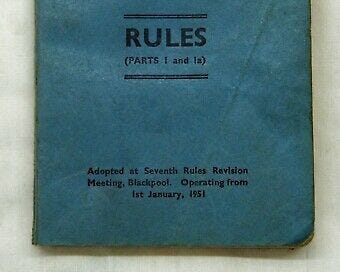 RULES
(PARTS I and Ia)
Adopted at Seventh Rules Revision
Meeting, Blackpool. Operating from
1st January, 1951